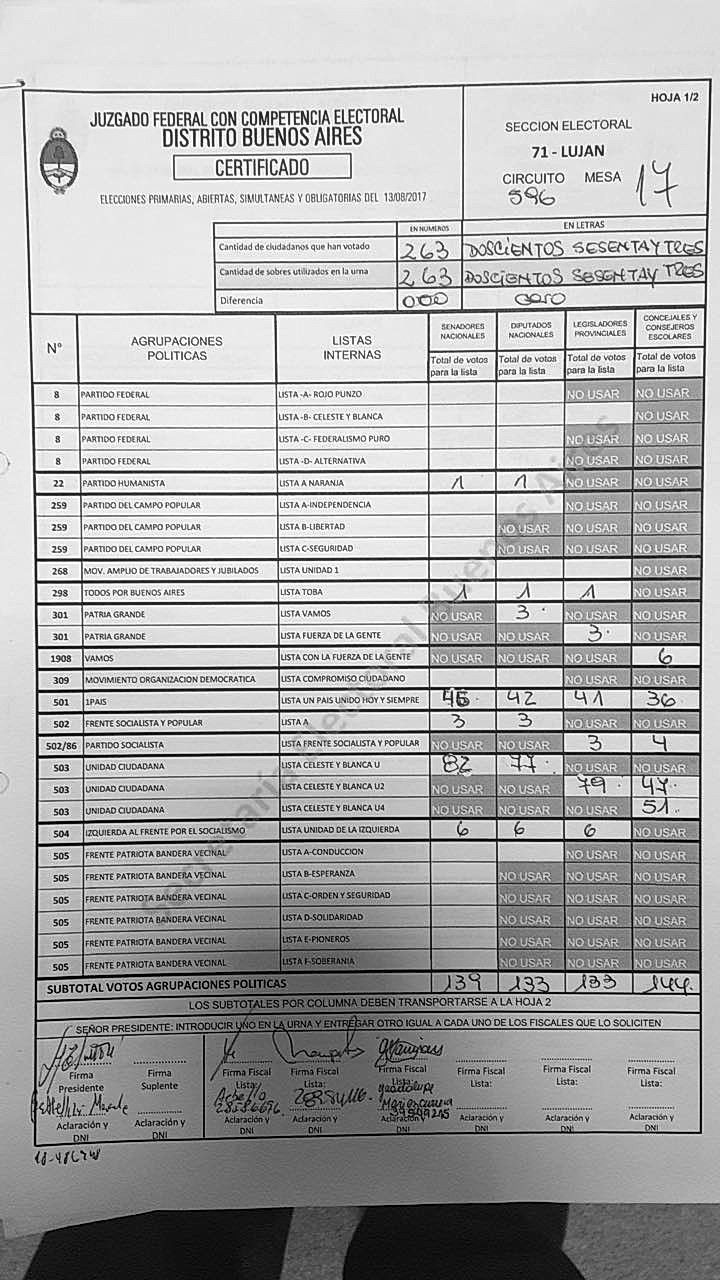 HOJA 1/2
JUZGADO FEDERAL CON COMPETENCIA ELECTORAL
DISTRITO BUENOS AIRES
CERTIFICADO
ELECCIONES PRIMARIAS, ABIERTAS, SIMULTANEAS Y OBLIGATORIAS DEL 13/08/2017
SECCION ELECTORAL
71 - LUJAN
CIRCUITO MESA 17
596
EN NUMEROS EN LETRAS
Cantidad de ciudadanos que han votado 263 DOSCIENTOS SESENTA Y TRES
Cantidad de sobres utilizados en la urna 263 DOSCIENTOS SESENTA Y TRES
Diferencia 000 cero
N° AGRUPACIONES POLITICAS LISTAS INTERNAS SENADORES NACIONALES DIPUTADOS NACIONALES LEGISLADORES PROVINCIALES CONCEJALES Y CONSEJEROS ESCOLARES
Total de votos para la lista Total de votos para la lista Total de votos para la lista Total de votos para la lista
8 PARTIDO FEDERAL LISTA -A- ROJO PUNZO NO USAR NO USAR
8 PARTIDO FEDERAL LISTA -B- CELESTE Y BLANCA NO USAR
8 PARTIDO FEDERAL LISTA -C- FEDERALISMO PURO NO USAR NO USAR
8 PARTIDO FEDERAL LISTA -D- ALTERNATIVA NO USAR NO USAR
22 PARTIDO HUMANISTA LISTA A NARANJA 1 1 NO USAR NO USAR
259 PARTIDO DEL CAMPO POPULAR LISTA A-INDEPENDENCIA NO USAR NO USAR
259 PARTIDO DEL CAMPO POPULAR LISTA B-LIBERTAD NO USAR NO USAR NO USAR
259 PARTIDO DEL CAMPO POPULAR LISTA C-SEGURIDAD NO USAR NO USAR NO USAR
268 MOV. AMPLIO DE TRABAJADORES Y JUBILADOS LISTA UNIDAD 1 NO USAR
298 TODOS POR BUENOS AIRES LISTA TOBA 1 1 1 NO USAR
301 PATRIA GRANDE LISTA VAMOS NO USAR 3 NO USAR NO USAR
301 PATRIA GRANDE LISTA FUERZA DE LA GENTE NO USAR NO USAR 3 NO USAR
1908 VAMOS LISTA CON LA FUERZA DE LA GENTE NO USAR NO USAR NO USAR 6
309 MOVIMIENTO ORGANIZACION DEMOCRATICA LISTA COMPROMISO CIUDADANO NO USAR NO USAR
501 1PAIS LISTA UN PAIS UNIDO HOY Y SIEMPRE 46 42 41 36
502 FRENTE SOCIALISTA Y POPULAR LISTA A 3 3 NO USAR NO USAR
502/86 PARTIDO SOCIALISTA LISTA FRENTE SOCIALISTA Y POPULAR NO USAR NO USAR 3 4
503 UNIDAD CIUDADANA LISTA CELESTE Y BLANCA U 82 77 NO USAR NO USAR
503 UNIDAD CIUDADANA LISTA CELESTE Y BLANCA U2 NO USAR NO USAR 79 47
503 UNIDAD CIUDADANA LISTA CELESTE Y BLANCA U4 NO USAR NO USAR NO USAR 51
504 IZQUIERDA AL FRENTE POR EL SOCIALISMO LISTA UNIDAD DE LA IZQUIERDA 6 6 6 NO USAR
505 FRENTE PATRIOTA BANDERA VECINAL LISTA A-CONDUCCION NO USAR NO USAR
505 FRENTE PATRIOTA BANDERA VECINAL LISTA B-ESPERANZA NO USAR NO USAR NO USAR
505 FRENTE PATRIOTA BANDERA VECINAL LISTA C-ORDEN Y SEGURIDAD NO USAR NO USAR NO USAR
505 FRENTE PATRIOTA BANDERA VECINAL LISTA D-SOLIDARIDAD NO USAR NO USAR NO USAR
505 FRENTE PATRIOTA BANDERA VECINAL LISTA E-PIONEROS NO USAR NO USAR NO USAR
505 FRENTE PATRIOTA BANDERA VECINAL LISTA F-SOBERANIA NO USAR NO USAR NO USAR
SUBTOTAL VOTOS AGRUPACIONES POLITICAS 139 133 133 144
LOS SUBTOTALES POR COLUMNA DEBEN TRANSPORTARSE A LA HOJA 2
SEÑOR PRESIDENTE: INTRODUCIR UNO EN LA URNA Y ENTREGAR OTRO IGUAL A CADA UNO DE LOS FISCALES QUE LO SOLICITEN
Firma Presidente Firma Suplente Firma Fiscal Lista: Firma Fiscal Lista: Firma Fiscal Lista: Firma Fiscal Lista: Firma Fiscal Lista: Firma Fiscal Lista:
Aclaración y DNI Aclaración y DNI Aclaración y DNI Aclaración y DNI Aclaración y DNI Aclaración y DNI Aclaración y DNI Aclaración y DNI
Secretaría Electoral Buenos Aires